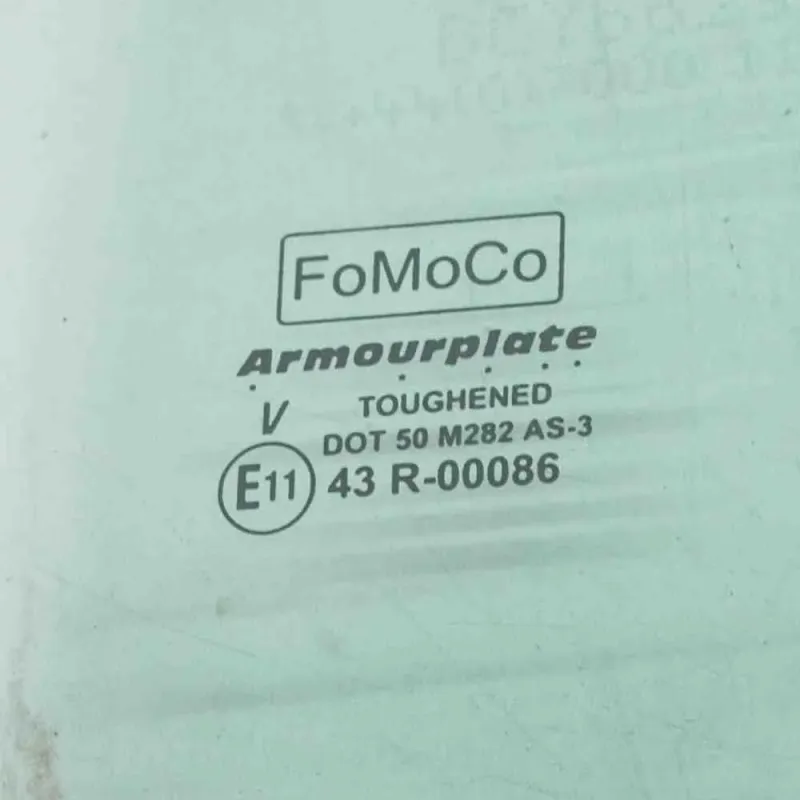 FoMoCo
Armourplate
V TOUGHENED
DOT 50 M282 AS-3
E11 43 R-00086